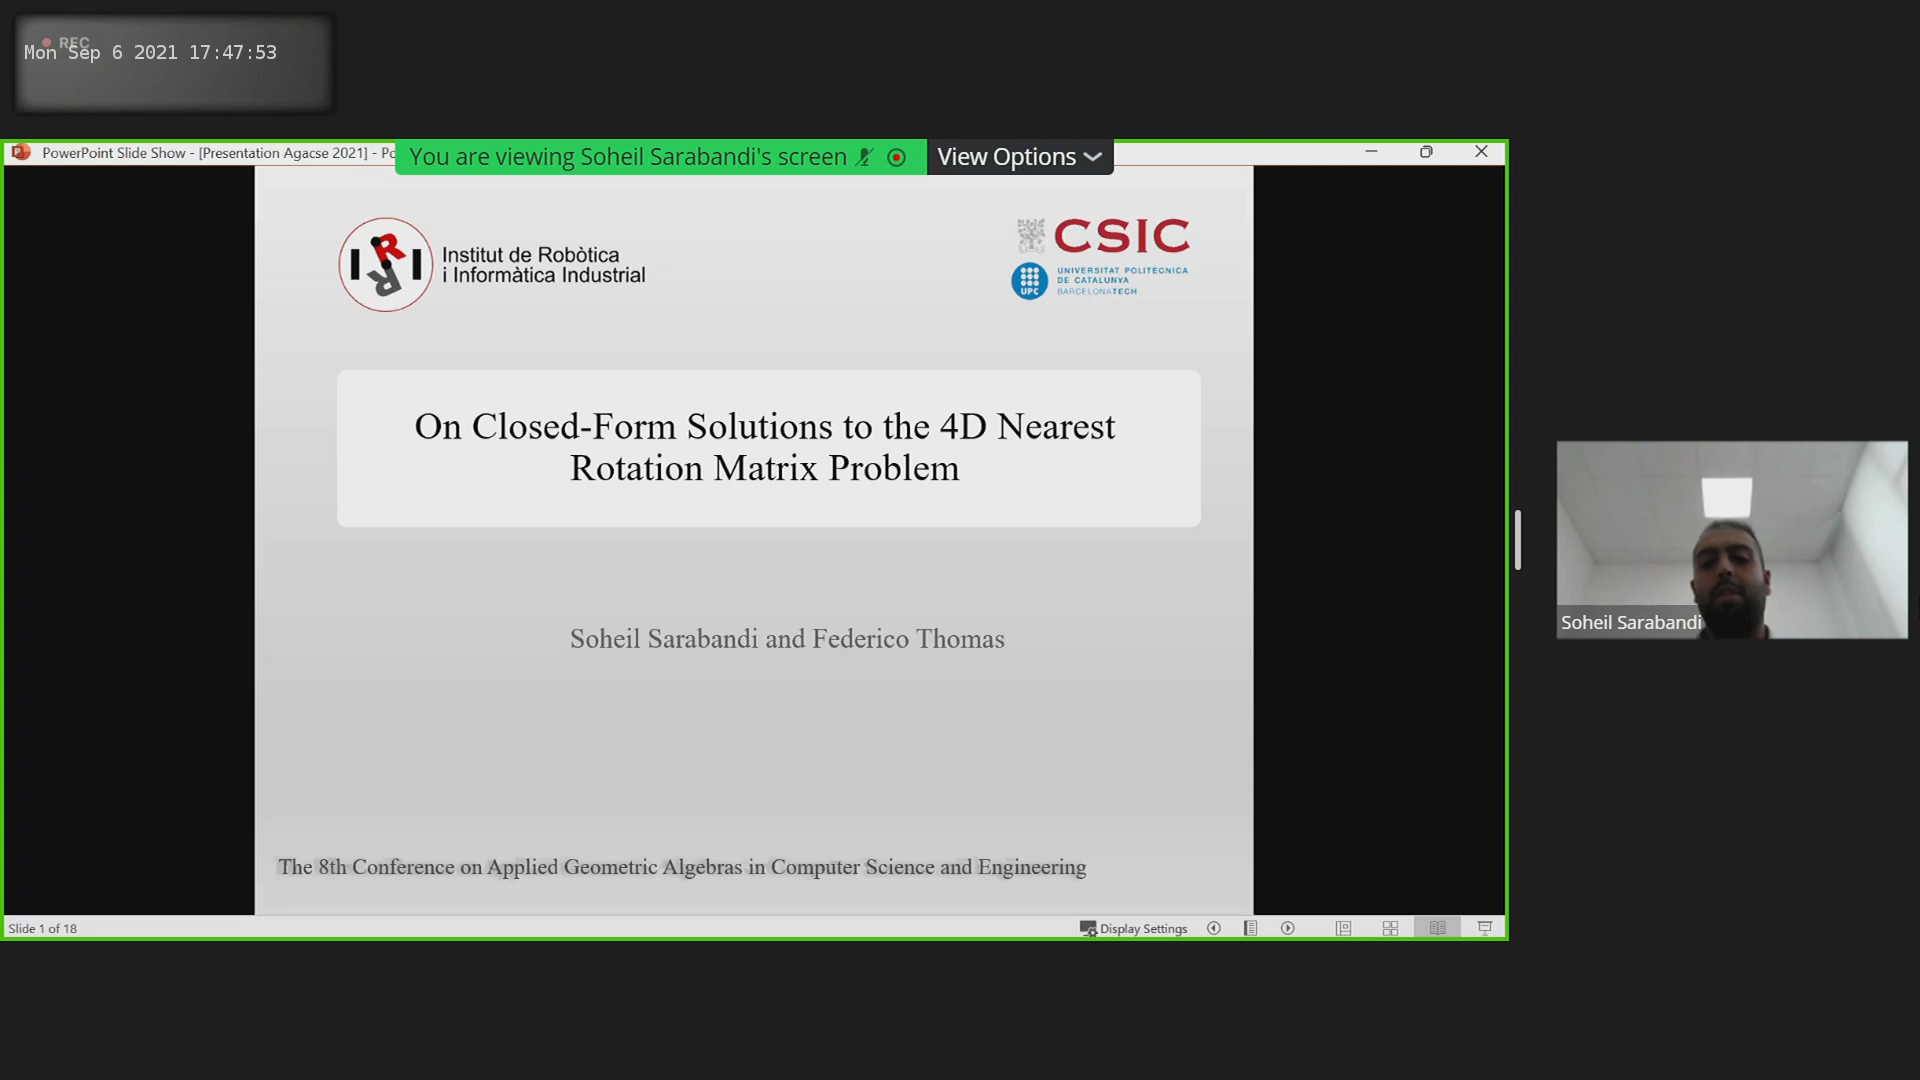 REC
Mon Sep 6 2021 17:47:53
PowerPoint Slide Show - [Presentation Agacse 2021] - Po
You are viewing Soheil Sarabandi's screen
View Options
IRI
Institut de Robòtica
i Informàtica Industrial
CSIC
UPC
UNIVERSITAT POLITÈCNICA
DE CATALUNYA
BARCELONATECH
On Closed-Form Solutions to the 4D Nearest
Rotation Matrix Problem
Soheil Sarabandi and Federico Thomas
Soheil Sarabandi
The 8th Conference on Applied Geometric Algebras in Computer Science and Engineering
Slide 1 of 18
Display Settings